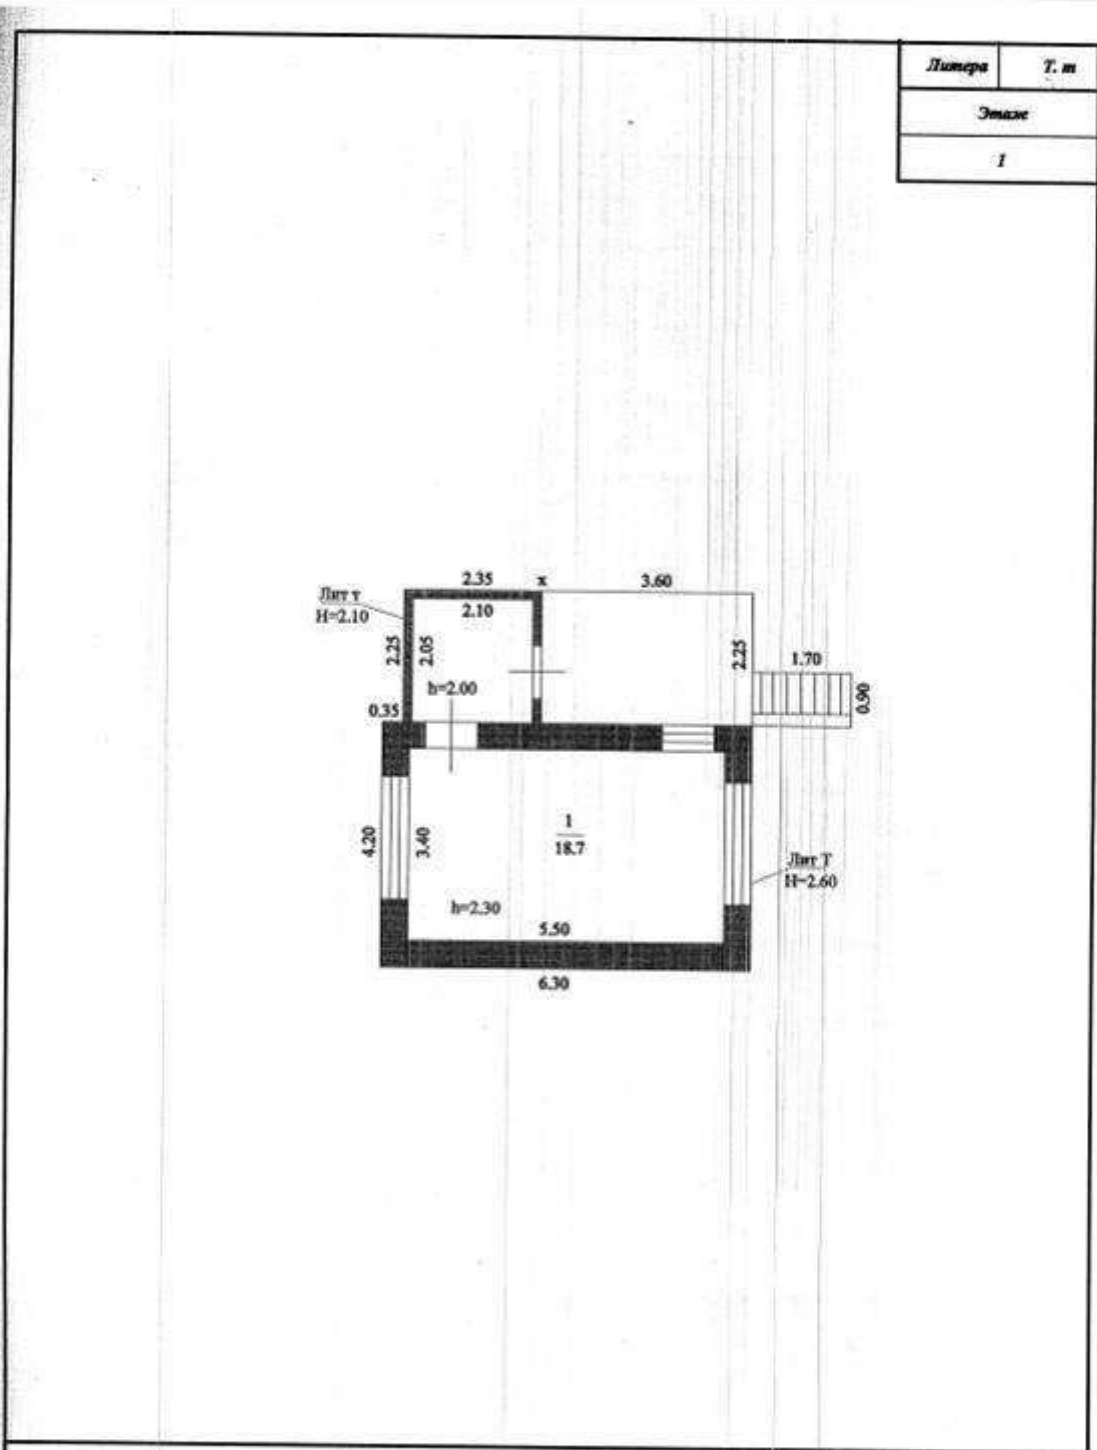 Литера Т. т
Этаж
1
2.35 х 3.60
Лит т
Н=2.10
2.10
2.25
2.05
2.25
1.70
0.90
h=2.00
0.35
4.20
3.40
1
18.7
Лит Т
Н=2.60
h=2.30
5.50
6.30